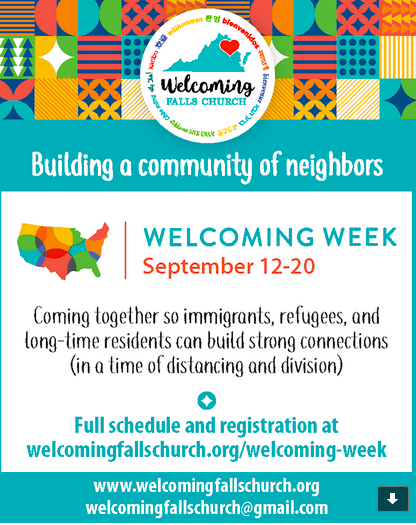 Welcoming
FALLS CHURCH
Building a community of neighbors
WELCOMING WEEK
September 12-20
Coming together so immigrants, refugees, and
long-time residents can build strong connections
(in a time of distancing and division)
Full schedule and registration at
welcomingfallschurch.org/welcoming-week
www.welcomingfallschurch.org
welcomingfallschurch@gmail.com